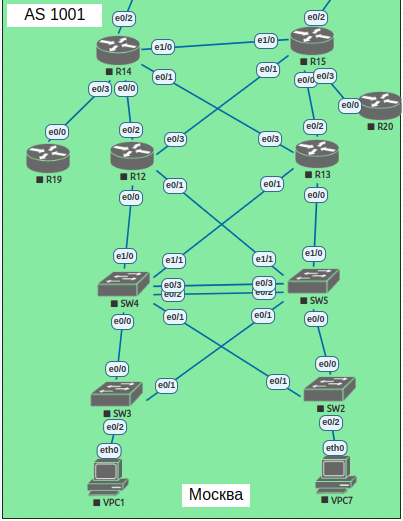 AS 1001
e0/2
e0/2
e1/0
e1/0
R14
R15
e0/3
e0/0
e0/1
e0/1
e0/0
e0/3
e0/0
R20
e0/0
e0/2
e0/3
e0/3
e0/2
R19
R12
R13
e0/0
e0/1
e0/1
e0/0
e1/0
e1/1
e1/1
e1/0
e0/3
e0/3
e0/2
e0/2
SW4
SW5
e0/0
e0/1
e0/1
e0/0
e0/0
e0/1
e0/1
e0/0
SW3
SW2
e0/2
e0/2
eth0
eth0
VPC1
VPC7
Москва